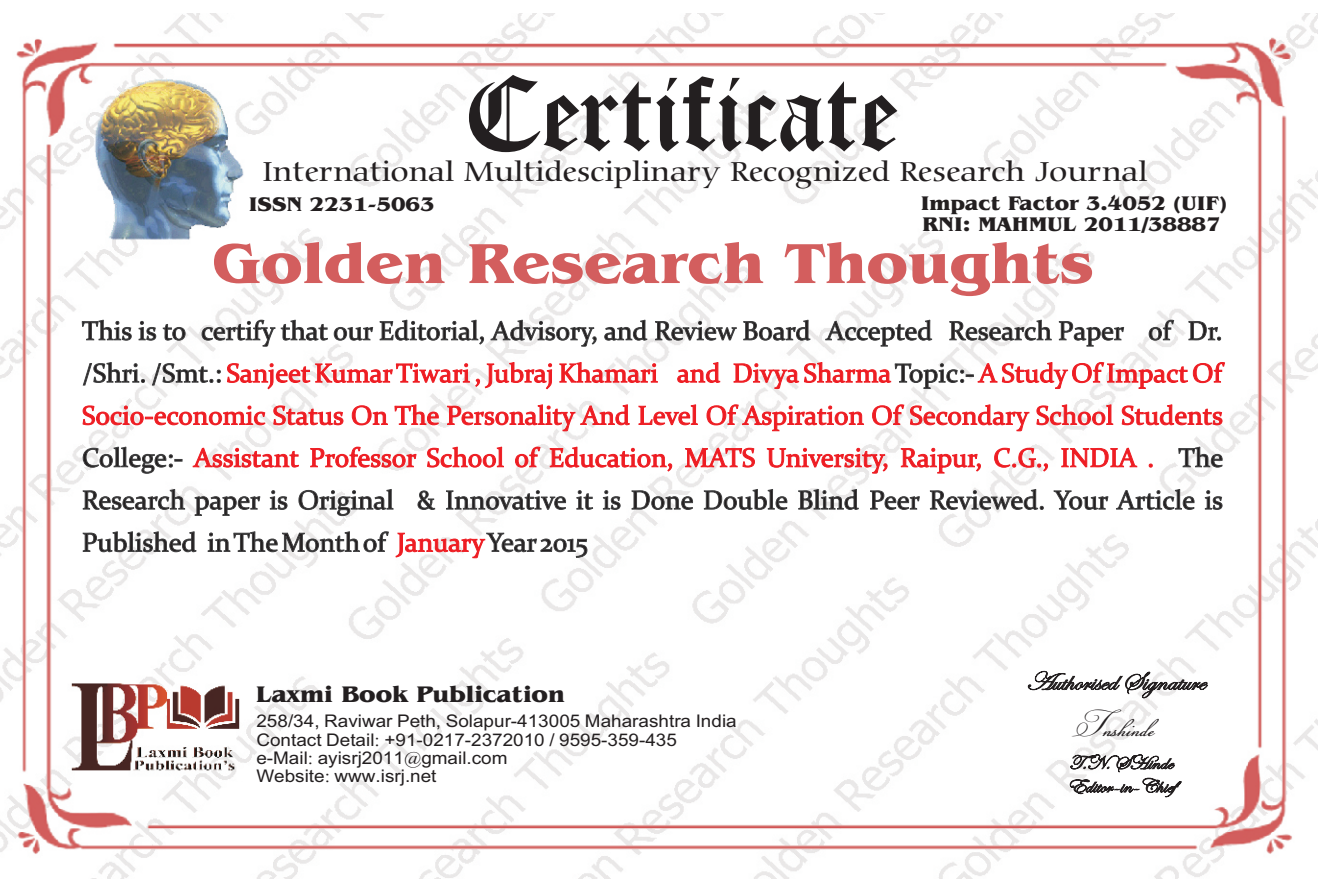 Certificate
International Multidesciplinary Recognized Research Journal
ISSN 2231-5063
Impact Factor 3.4052 (UIF)
RNI: MAHMUL 2011/38887
Golden Research Thoughts
This is to certify that our Editorial, Advisory, and Review Board Accepted Research Paper of Dr.
/Shri. /Smt.: Sanjeet Kumar Tiwari , Jubraj Khamari and Divya Sharma Topic:- A Study Of Impact Of
Socio-economic Status On The Personality And Level Of Aspiration Of Secondary School Students
College:- Assistant Professor School of Education, MATS University, Raipur, C.G., INDIA . The
Research paper is Original & Innovative it is Done Double Blind Peer Reviewed. Your Article is
Published in The Month of January Year 2015
LBP
Laxmi Book
Publication's
Laxmi Book Publication
258/34, Raviwar Peth, Solapur-413005 Maharashtra India
Contact Detail: +91-0217-2372010 / 9595-359-435
e-Mail: ayisrj2011@gmail.com
Website: www.isrj.net
Authorised Signature
Tnshinde
T.N. SHinde
Editor-in-Chief